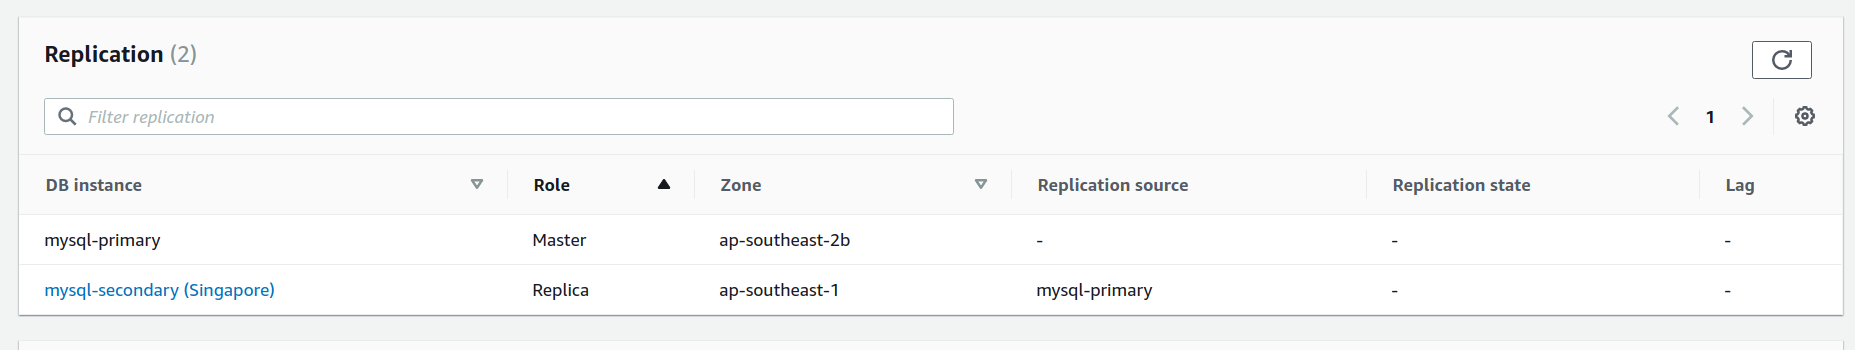 Replication (2)
Filter replication
1
DB instance Role Zone Replication source Replication state Lag
mysql-primary Master ap-southeast-2b - - -
mysql-secondary (Singapore) Replica ap-southeast-1 mysql-primary - -